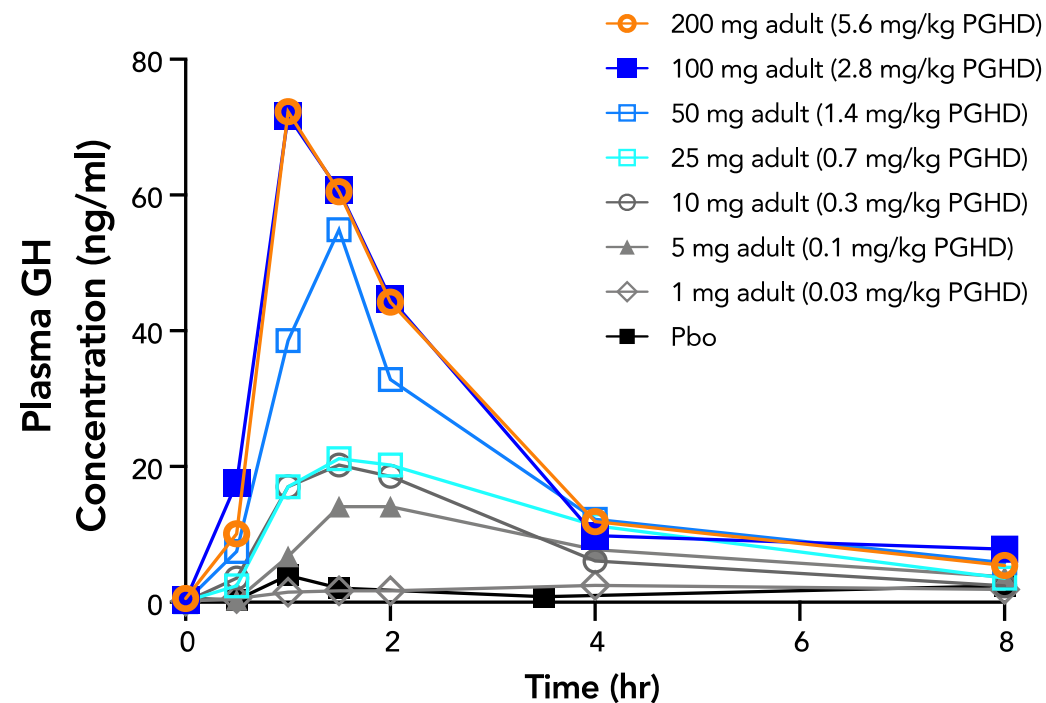 200 mg adult (5.6 mg/kg PGHD)
100 mg adult (2.8 mg/kg PGHD)
50 mg adult (1.4 mg/kg PGHD)
25 mg adult (0.7 mg/kg PGHD)
10 mg adult (0.3 mg/kg PGHD)
5 mg adult (0.1 mg/kg PGHD)
1 mg adult (0.03 mg/kg PGHD)
Pbo
Plasma GH
Concentration (ng/ml)
80
60
40
20
0
0 2 4 6 8
Time (hr)